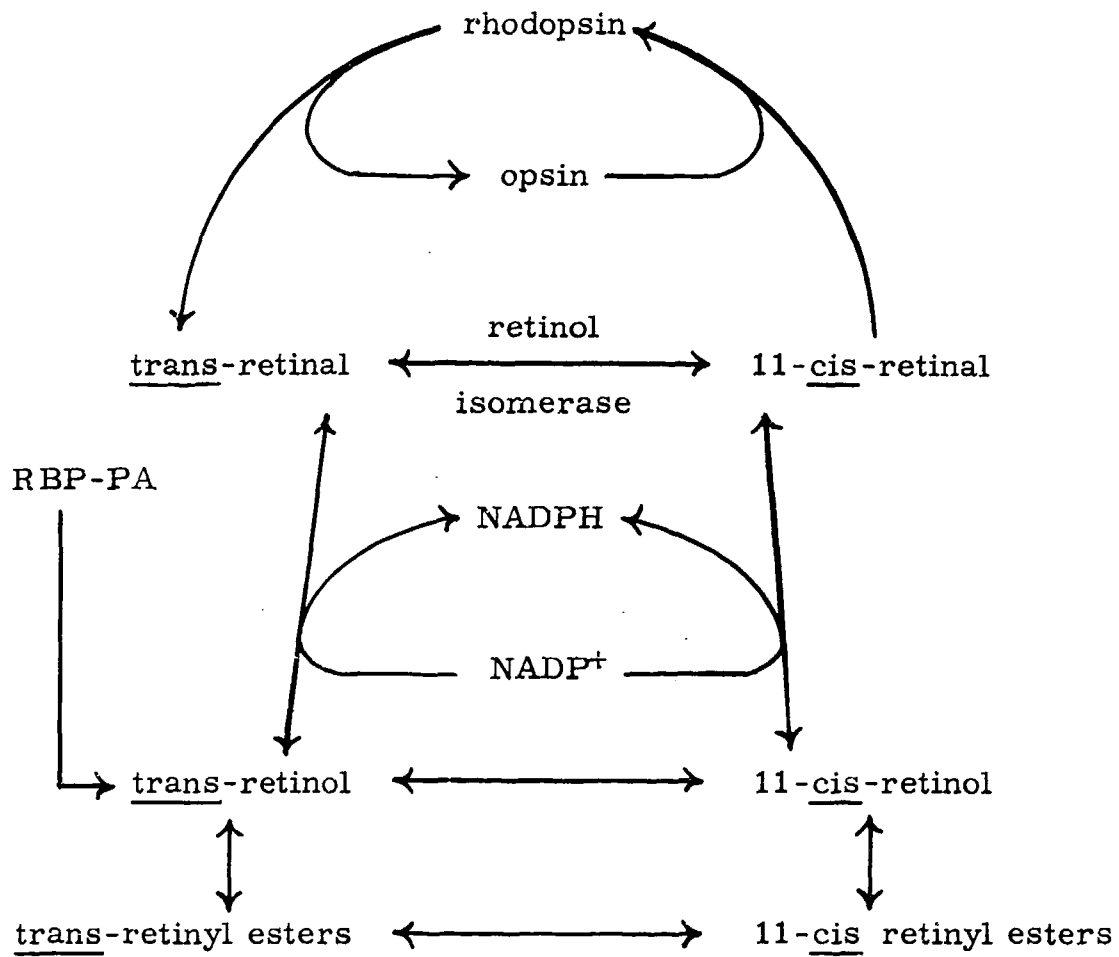 rhodopsin
opsin
retinol
trans-retinal
11-cis-retinal
isomerase
RBP-PA
NADPH
NADP+
trans-retinol
11-cis-retinol
trans-retinyl esters
11-cis retinyl esters